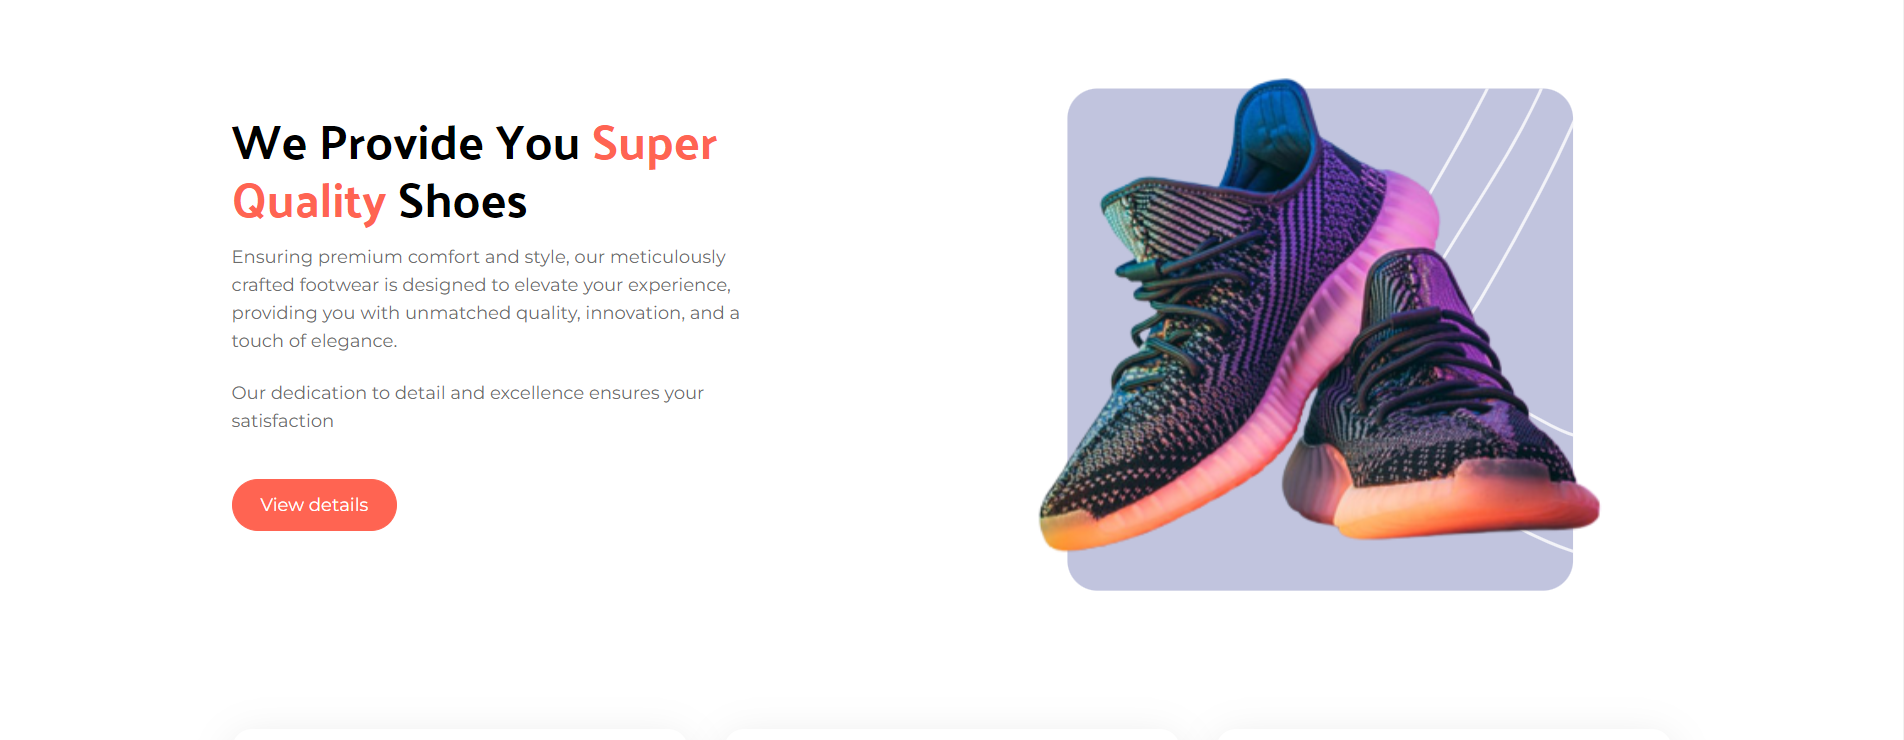 We Provide You Super
Quality Shoes
Ensuring premium comfort and style, our meticulously
crafted footwear is designed to elevate your experience,
providing you with unmatched quality, innovation, and a
touch of elegance.
Our dedication to detail and excellence ensures your
satisfaction
View details